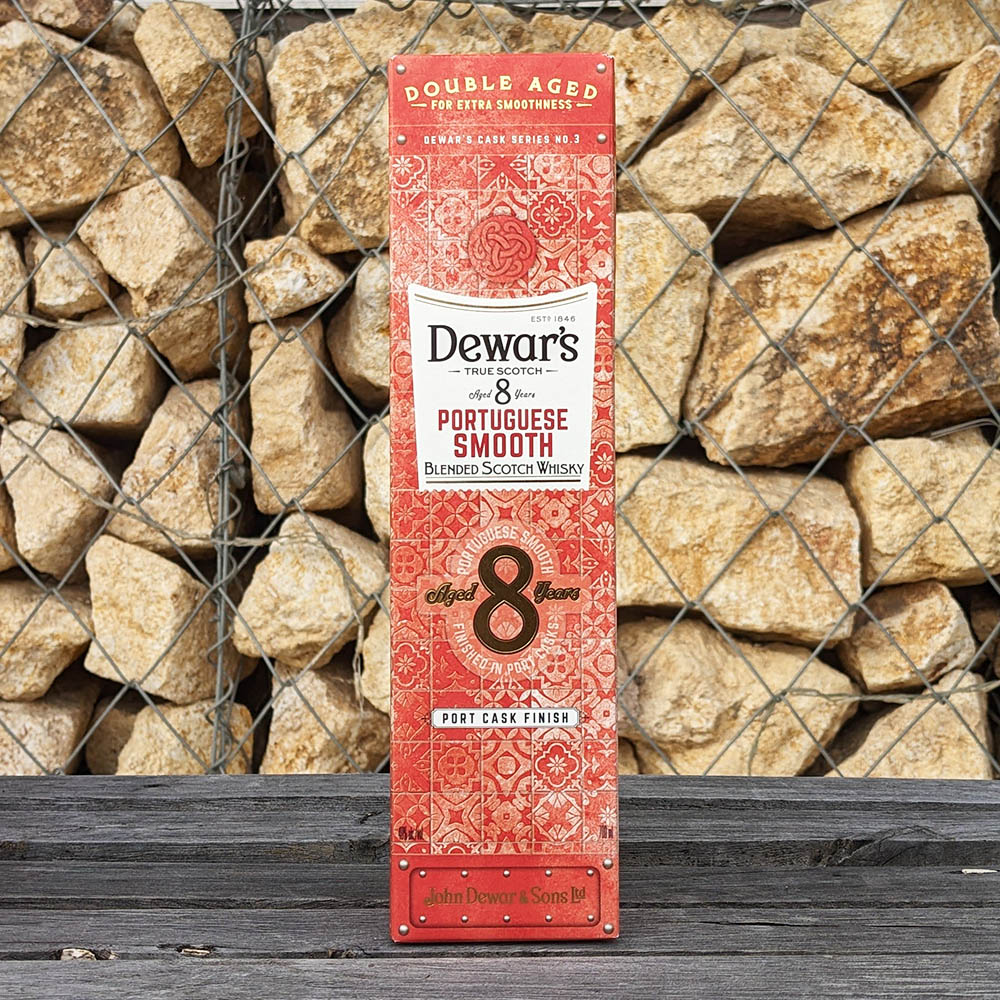 DOUBLE AGED
FOR EXTRA SMOOTHNESS
DEWAR'S CASK SERIES NO.3
ESTD 1846
Dewar's
TRUE SCOTCH
Aged 8 Years
PORTUGUESE
SMOOTH
BLENDED SCOTCH WHISKY
PORTUGUESE SMOOTH
Aged 8 Years
FINISHED IN PORT CASKS
PORT CASK FINISH
John Dewar & Sons Ltd